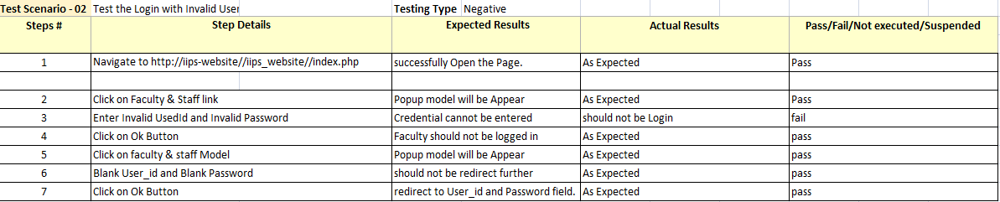 Test Scenario - 02 Test the Login with Invalid User Testing Type Negative
Steps # Step Details Expected Results Actual Results Pass/Fail/Not executed/Suspended
1 Navigate to http://iips-website//iips_website//index.php successfully Open the Page. As Expected Pass
2 Click on Faculty & Staff link Popup model will be Appear As Expected Pass
3 Enter Invalid UsedId and Invalid Password Credential cannot be entered should not be Login fail
4 Click on Ok Button Faculty should not be logged in As Expected pass
5 Click on faculty & staff Model Popup model will be Appear As Expected pass
6 Blank User_id and Blank Password should not be redirect further As Expected pass
7 Click on Ok Button redirect to User_id and Password field. As Expected pass